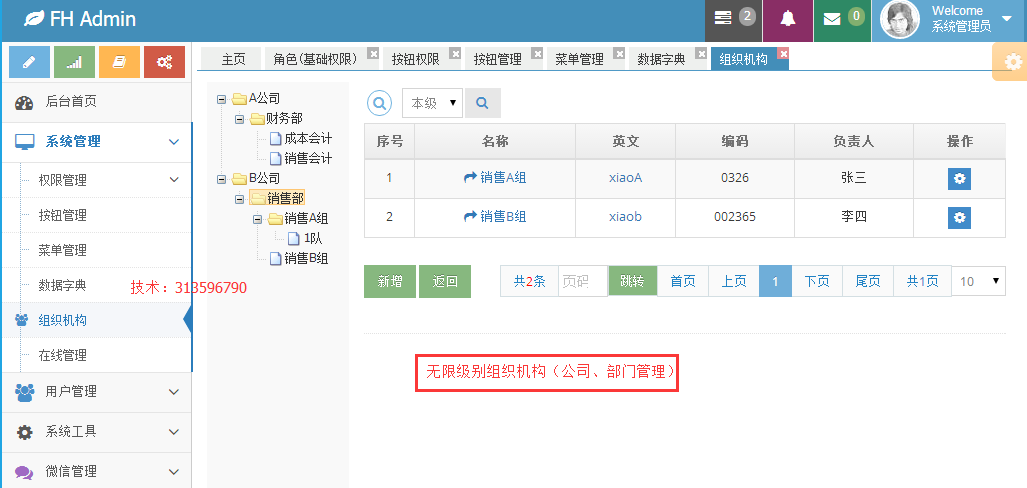 FH Admin
2
0
Welcome
系统管理员
主页 角色(基础权限) 按钮权限 按钮管理 菜单管理 数据字典 组织机构
后台首页
系统管理
权限管理
按钮管理
菜单管理
数据字典
组织机构
在线管理
用户管理
系统工具
微信管理
技术：313596790
A公司
财务部
成本会计
销售会计
B公司
销售部
销售A组
1队
销售B组
本级
序号 名称 英文 编码 负责人 操作
1 销售A组 xiaoA 0326 张三
2 销售B组 xiaob 002365 李四
新增 返回 共2条 页码 跳转 首页 上页 1 下页 尾页 共1页 10
无限级别组织机构（公司、部门管理）